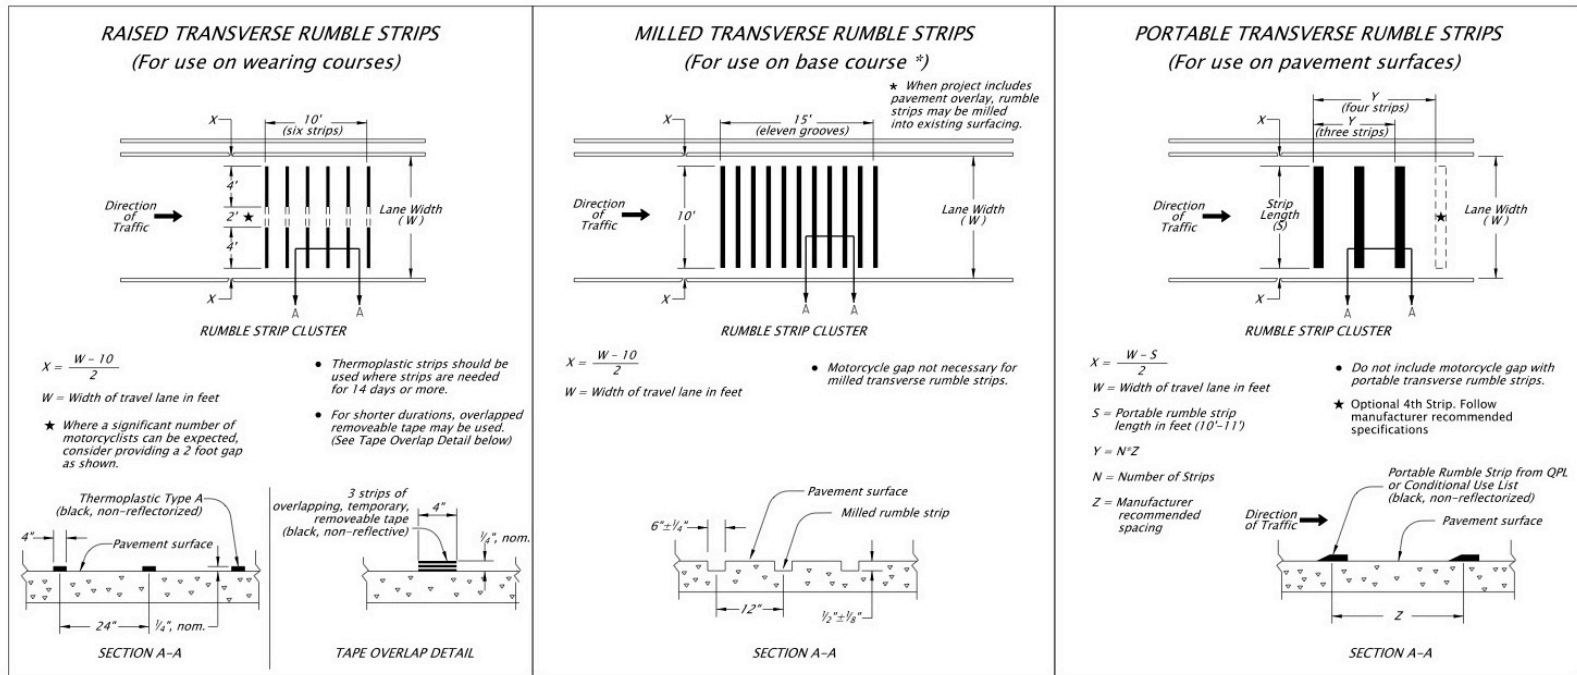 RAISED TRANSVERSE RUMBLE STRIPS
(For use on wearing courses)
X
10'
(six strips)
4'
2' ★
4'
Direction
of
Traffic
Lane Width
( W )
X
A
A
RUMBLE STRIP CLUSTER
X = W – 10
2
W = Width of travel lane in feet
★ Where a significant number of
motorcyclists can be expected,
consider providing a 2 foot gap
as shown.
• Thermoplastic strips should be
used where strips are needed
for 14 days or more.
• For shorter durations, overlapped
removeable tape may be used.
(See Tape Overlap Detail below)
Thermoplastic Type A
(black, non-reflectorized)
4"
Pavement surface
24"
¼", nom.
SECTION A–A
3 strips of
overlapping, temporary,
removeable tape
(black, non-reflective)
4"
¼", nom.
TAPE OVERLAP DETAIL
MILLED TRANSVERSE RUMBLE STRIPS
(For use on base course *)
* When project includes
pavement overlay, rumble
strips may be milled
into existing surfacing.
X
15'
(eleven grooves)
Direction
of
Traffic
10'
Lane Width
( W )
X
A
A
RUMBLE STRIP CLUSTER
X = W – 10
2
W = Width of travel lane in feet
• Motorcycle gap not necessary for
milled transverse rumble strips.
Pavement surface
Milled rumble strip
6"±¼"
12"
½"±⅛"
SECTION A–A
PORTABLE TRANSVERSE RUMBLE STRIPS
(For use on pavement surfaces)
Y
(four strips)
X
Y
(three strips)
Direction
of
Traffic
Strip
Length
(S)
★
Lane Width
( W )
X
A
A
RUMBLE STRIP CLUSTER
X = W – S
2
W = Width of travel lane in feet
S = Portable rumble strip
length in feet (10'–11')
Y = N*Z
N = Number of Strips
Z = Manufacturer
recommended
spacing
• Do not include motorcycle gap with
portable transverse rumble strips.
★ Optional 4th Strip. Follow
manufacturer recommended
specifications
Portable Rumble Strip from QPL
or Conditional Use List
(black, non-reflectorized)
Direction
of Traffic
Pavement surface
Z
SECTION A–A